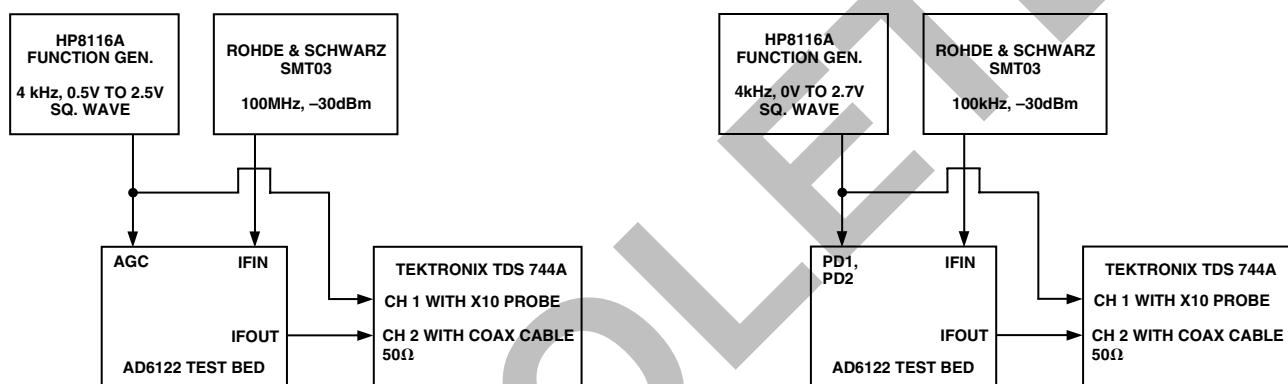 HP8116A
FUNCTION GEN.
4 kHz, 0.5V TO 2.5V
SQ. WAVE
ROHDE & SCHWARZ
SMT03
100MHz, –30dBm
AGC
IFIN
IFOUT
AD6122 TEST BED
TEKTRONIX TDS 744A
CH 1 WITH X10 PROBE
CH 2 WITH COAX CABLE
50Ω
HP8116A
FUNCTION GEN.
4kHz, 0V TO 2.7V
SQ. WAVE
ROHDE & SCHWARZ
SMT03
100kHz, –30dBm
PD1,
PD2
IFIN
IFOUT
AD6122 TEST BED
TEKTRONIX TDS 744A
CH 1 WITH X10 PROBE
CH 2 WITH COAX CABLE
50Ω
OLETE